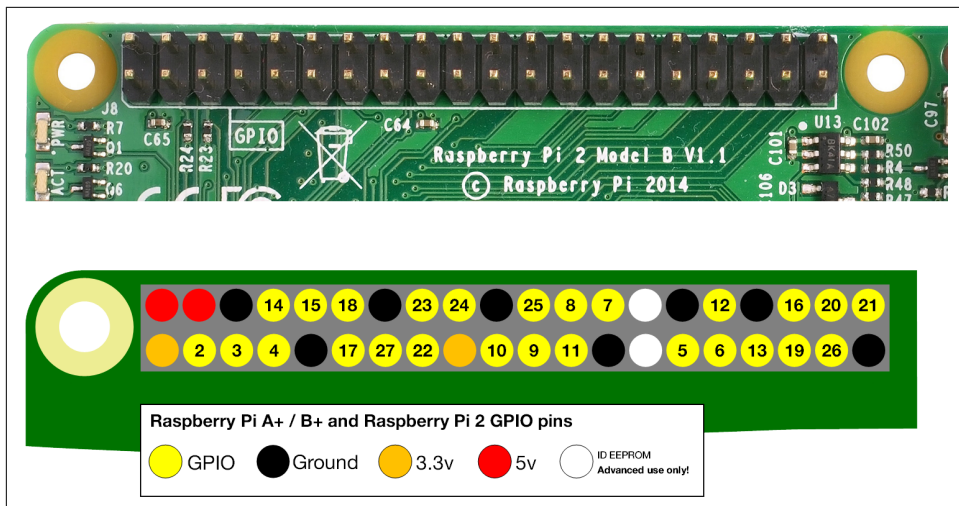 J8
PWR
R7
C65
Q1
R24
R23
GPIO
C64
ACT
R20
Q6
Raspberry Pi 2 Model B V1.1
© Raspberry Pi 2014
U13
C101
C102
C97
R50
R4
R48
R47
D3
14 15 18 23 24 25 8 7 12 16 20 21
2 3 4 17 27 22 10 9 11 5 6 13 19 26
Raspberry Pi A+ / B+ and Raspberry Pi 2 GPIO pins
GPIO
Ground
3.3v
5v
ID EEPROM
Advanced use only!